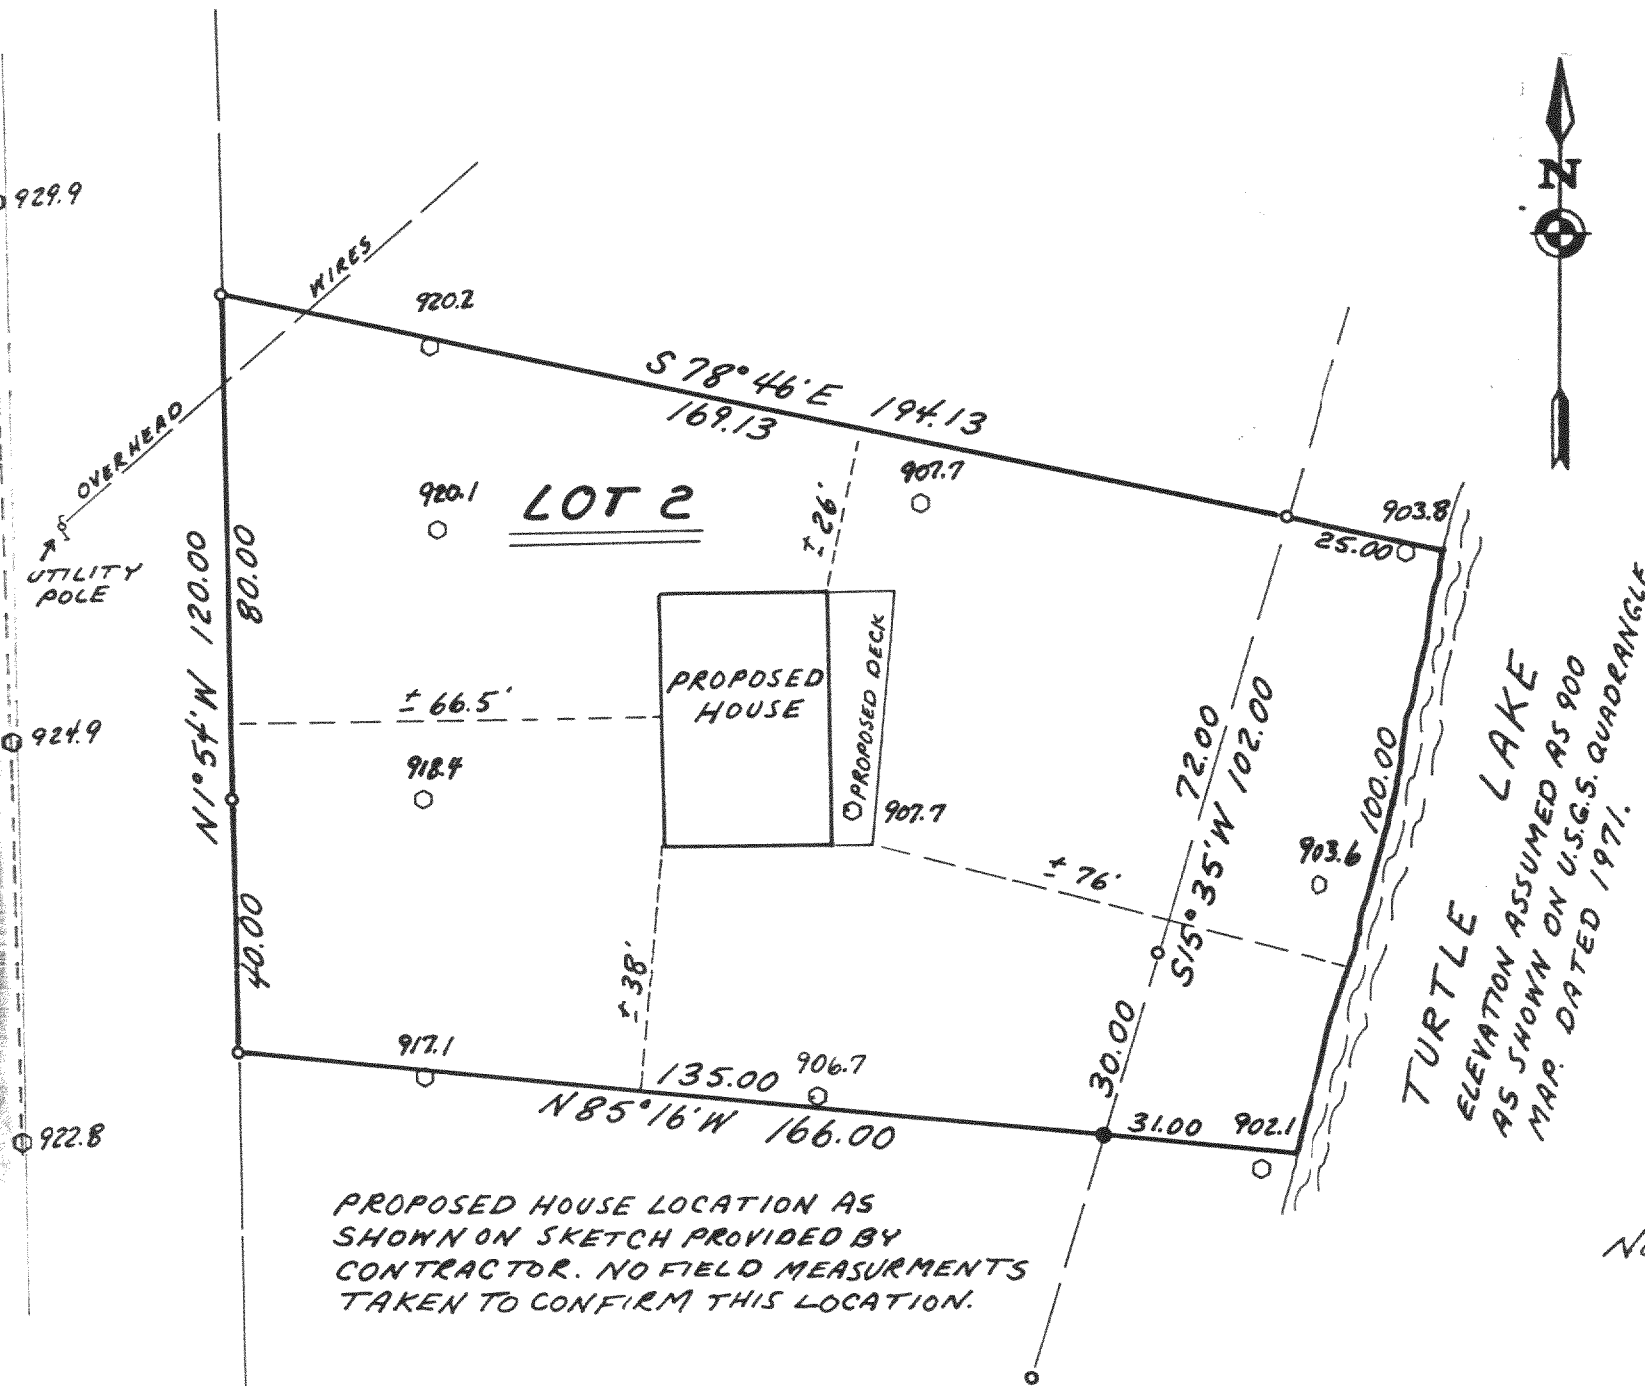 N
929.9
WIRES
920.2
OVERHEAD
S 78°46'E 194.13
169.13
907.7
903.8
25.00
920.1
LOT 2
± 26'
UTILITY
POLE
N1°54'W 120.00
80.00
PROPOSED
HOUSE
PROPOSED DECK
± 66.5'
924.9
918.4
907.7
72.00
S15°35'W 102.00
100.00
903.6
± 76'
TURTLE LAKE
ELEVATION ASSUMED AS 900
AS SHOWN ON U.S.G.S. QUADRANGLE
MAP. DATED 1971.
40.00
± 38'
30.00
917.1
135.00
906.7
N 85°16'W 166.00
31.00
902.1
922.8
PROPOSED HOUSE LOCATION AS
SHOWN ON SKETCH PROVIDED BY
CONTRACTOR. NO FIELD MEASURMENTS
TAKEN TO CONFIRM THIS LOCATION.